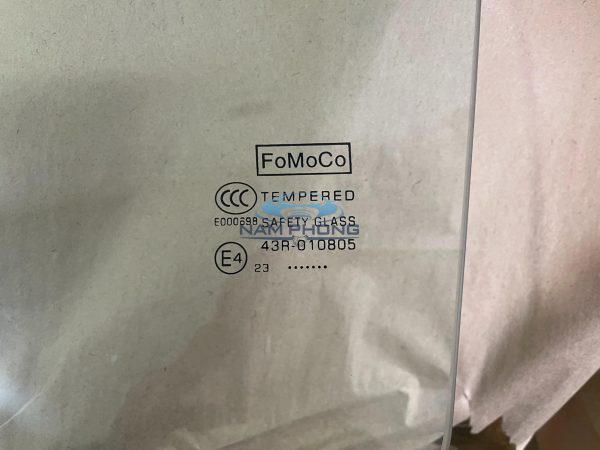 FoMoCo
CCC TEMPERED
E000698 SAFETY GLASS
NAM PHONG
43R-010805
E4
23 .......